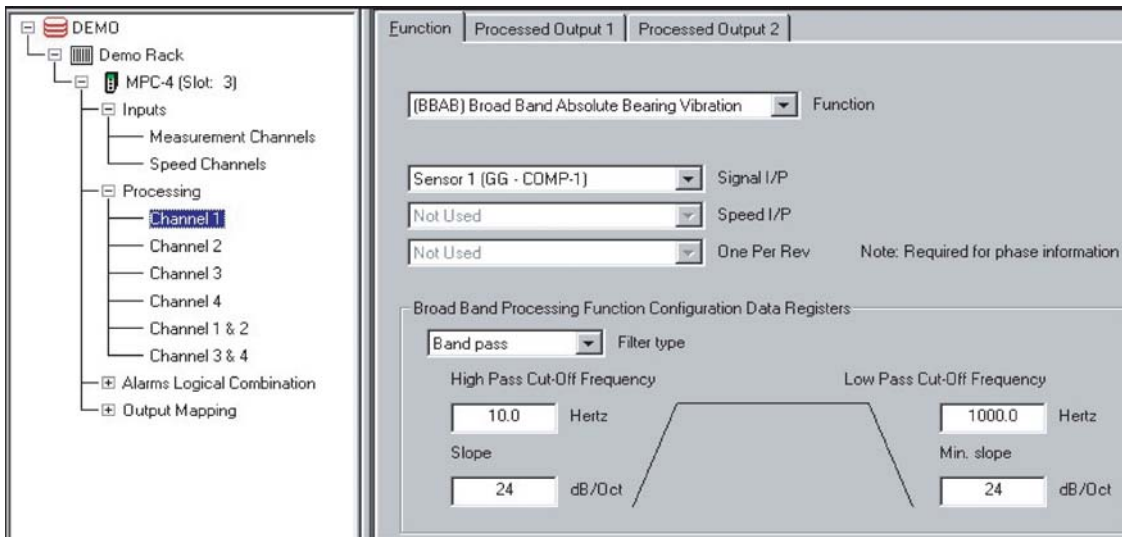 DEMO
Demo Rack
MPC-4 (Slot: 3)
Inputs
Measurement Channels
Speed Channels
Processing
Channel 1
Channel 2
Channel 3
Channel 4
Channel 1 & 2
Channel 3 & 4
Alarms Logical Combination
Output Mapping
Function Processed Output 1 Processed Output 2
(BBAB) Broad Band Absolute Bearing Vibration Function
Sensor 1 (GG - COMP-1) Signal I/P
Not Used Speed I/P
Not Used One Per Rev Note: Required for phase information
Broad Band Processing Function Configuration Data Registers
Band pass Filter type
High Pass Cut-Off Frequency Low Pass Cut-Off Frequency
10.0 Hertz 1000.0 Hertz
Slope Min. slope
24 dB/Oct 24 dB/Oct